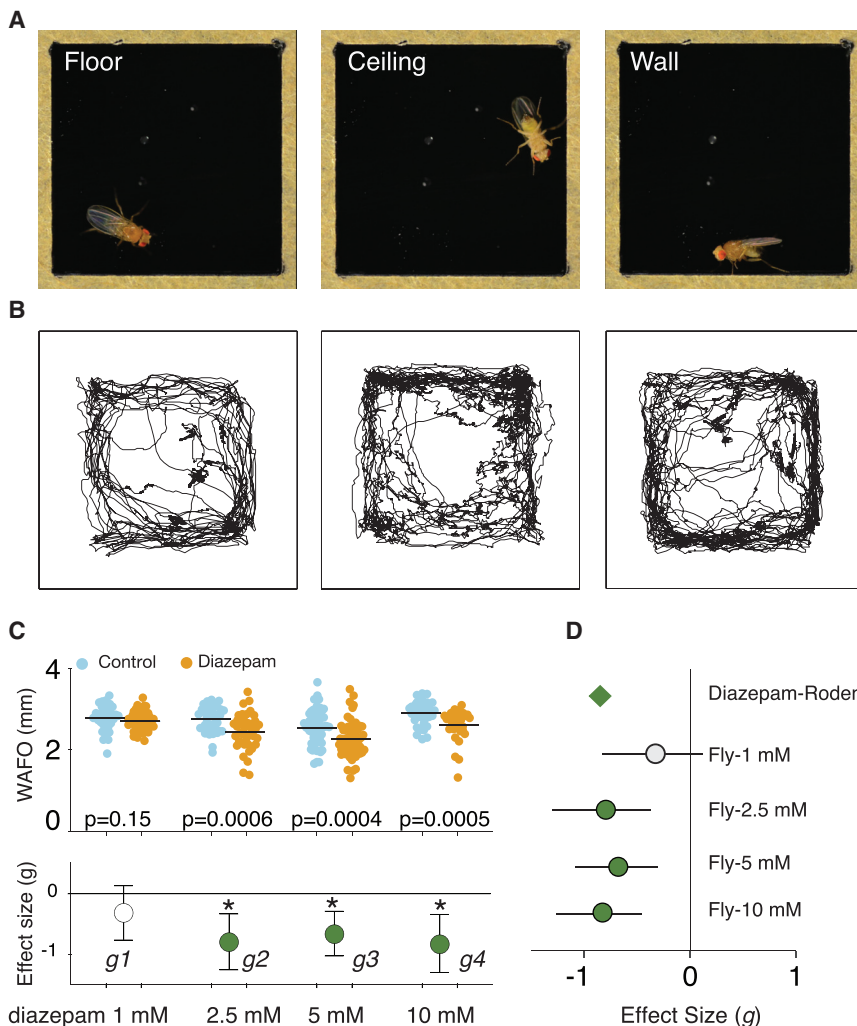 A
Floor Ceiling Wall
B
C
Control Diazepam
WAFO (mm)
4
2
0
p=0.15 p=0.0006 p=0.0004 p=0.0005
Effect size (g)
0
-1
* * *
g1 g2 g3 g4
diazepam 1 mM 2.5 mM 5 mM 10 mM
D
Diazepam-Roden
Fly-1 mM
Fly-2.5 mM
Fly-5 mM
Fly-10 mM
-1 0 1
Effect Size (g)